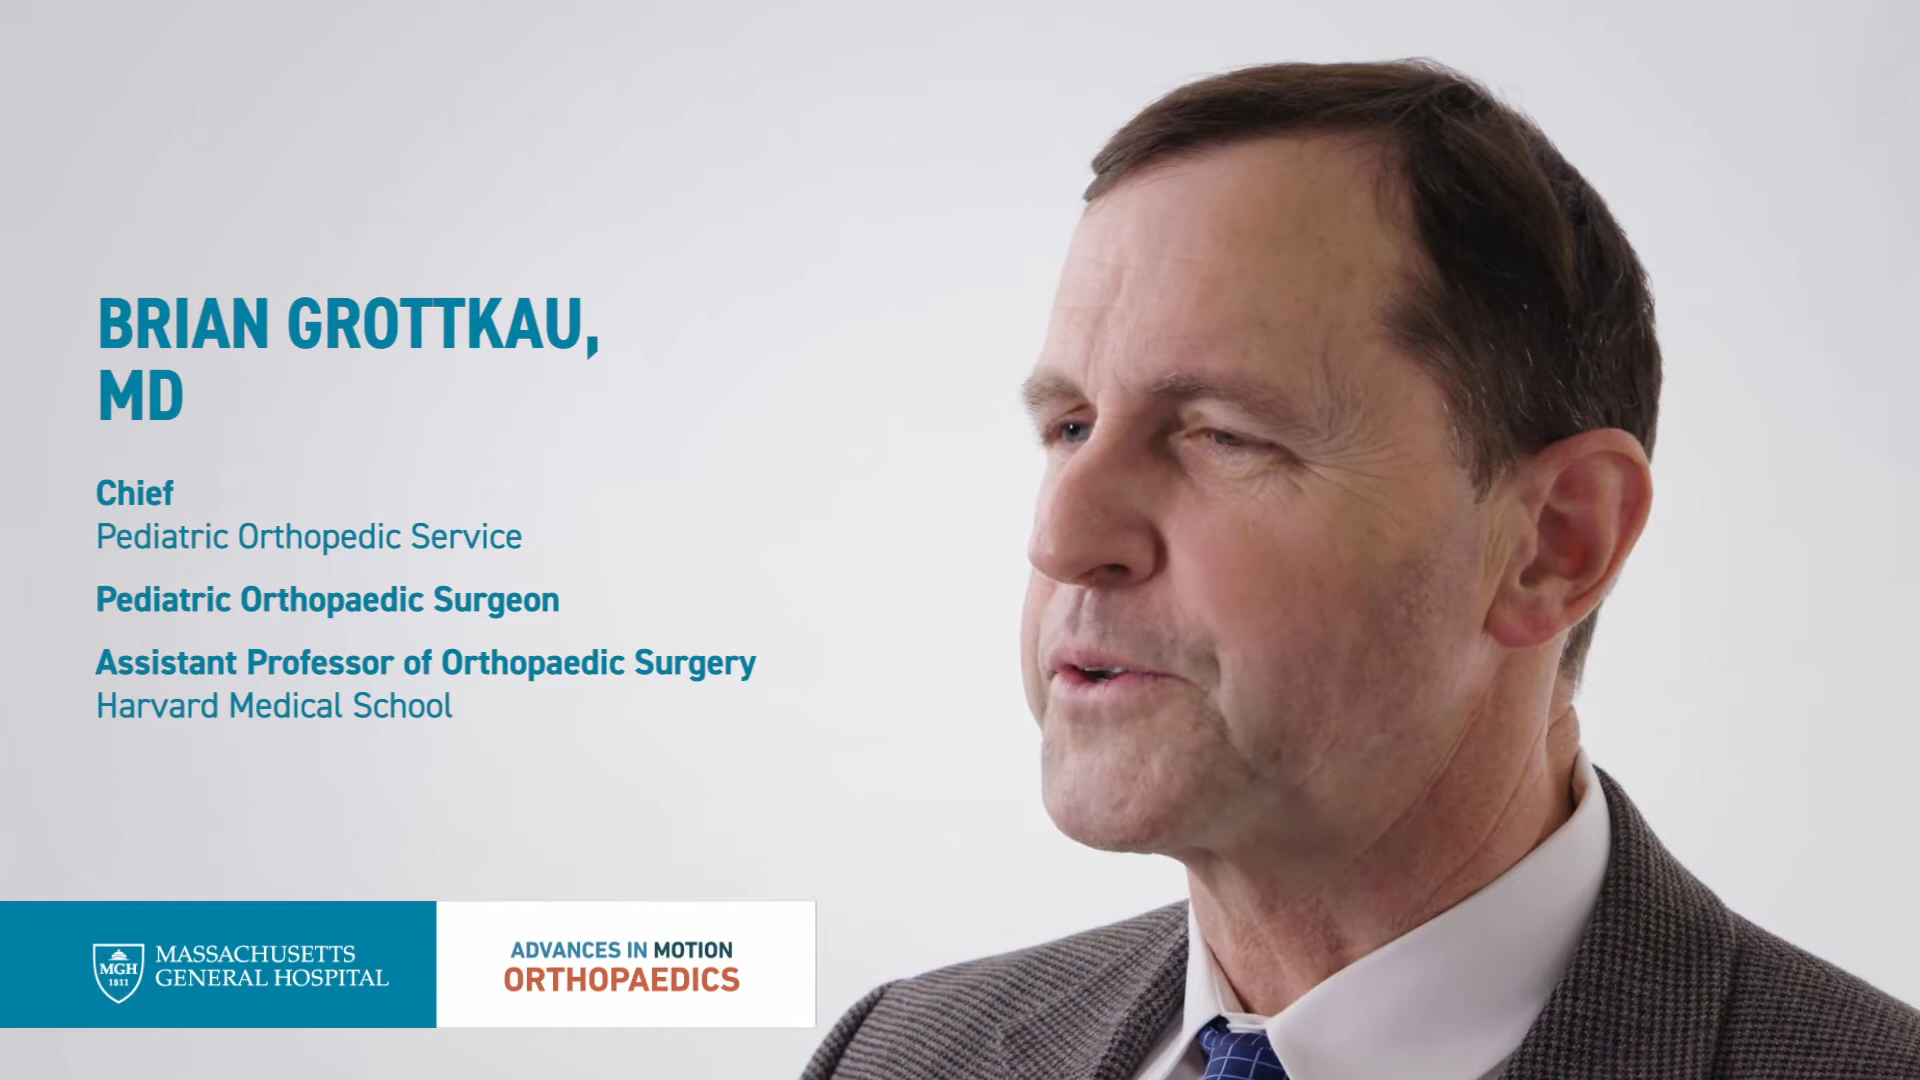 BRIAN GROTTKAU,
MD
Chief
Pediatric Orthopedic Service
Pediatric Orthopaedic Surgeon
Assistant Professor of Orthopaedic Surgery
Harvard Medical School
MGH
1811
MASSACHUSETTS
GENERAL HOSPITAL
ADVANCES IN MOTION
ORTHOPAEDICS